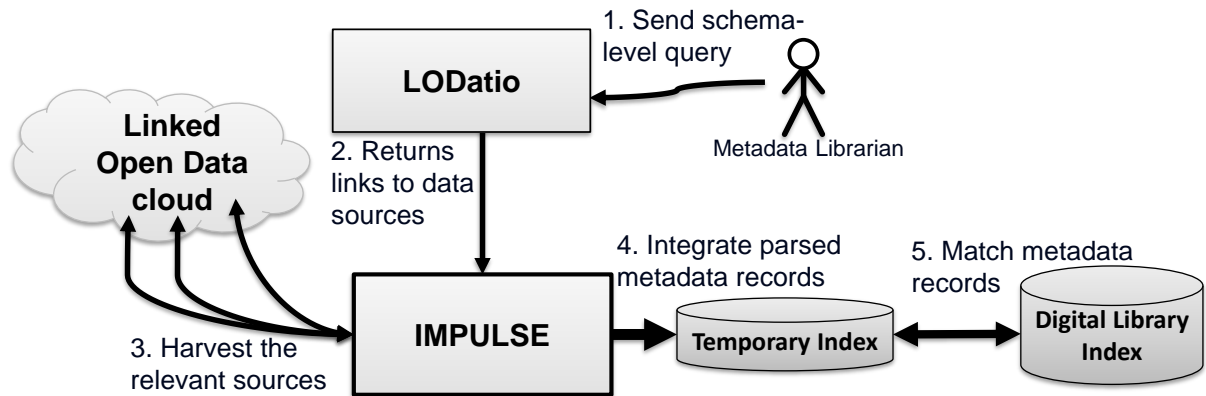 1. Send schema-
level query
LODatio
Metadata Librarian
Linked
Open Data
cloud
2. Returns
links to data
sources
3. Harvest the
relevant sources
IMPULSE
4. Integrate parsed
metadata records
Temporary Index
5. Match metadata
records
Digital Library
Index